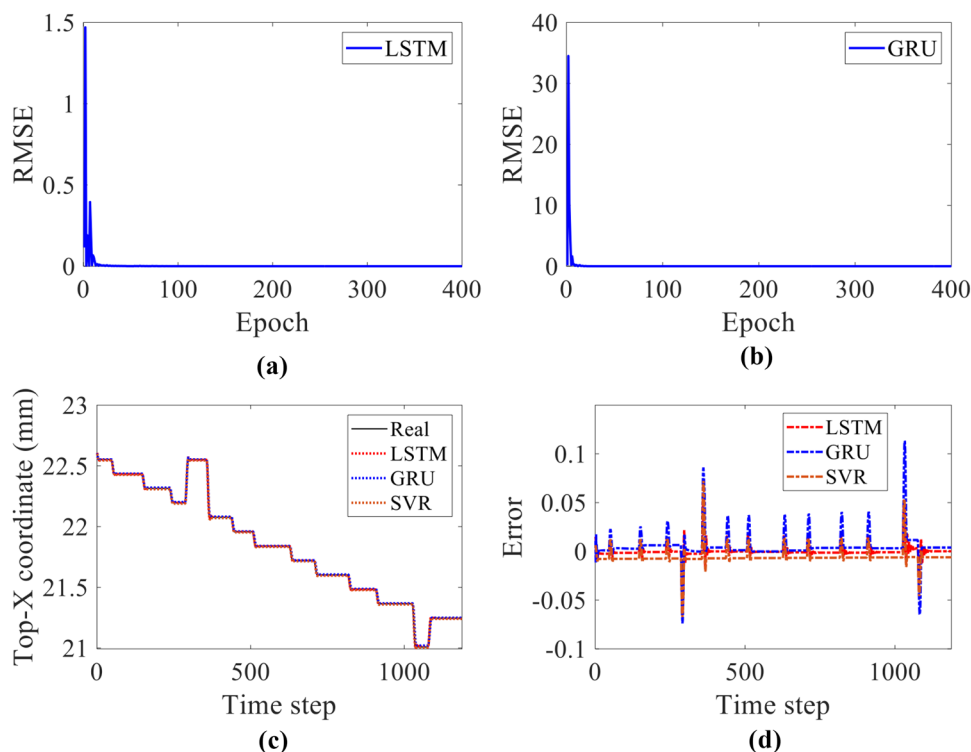 1.5
1
0.5
0
RMSE
LSTM
0
100
200
300
400
Epoch
(a)
40
30
20
10
0
RMSE
GRU
0
100
200
300
400
Epoch
(b)
23
22.5
22
21.5
21
Top-X coordinate (mm)
Real
LSTM
GRU
SVR
0
500
1000
Time step
(c)
0.1
0.05
0
-0.05
-0.1
Error
LSTM
GRU
SVR
0
500
1000
Time step
(d)